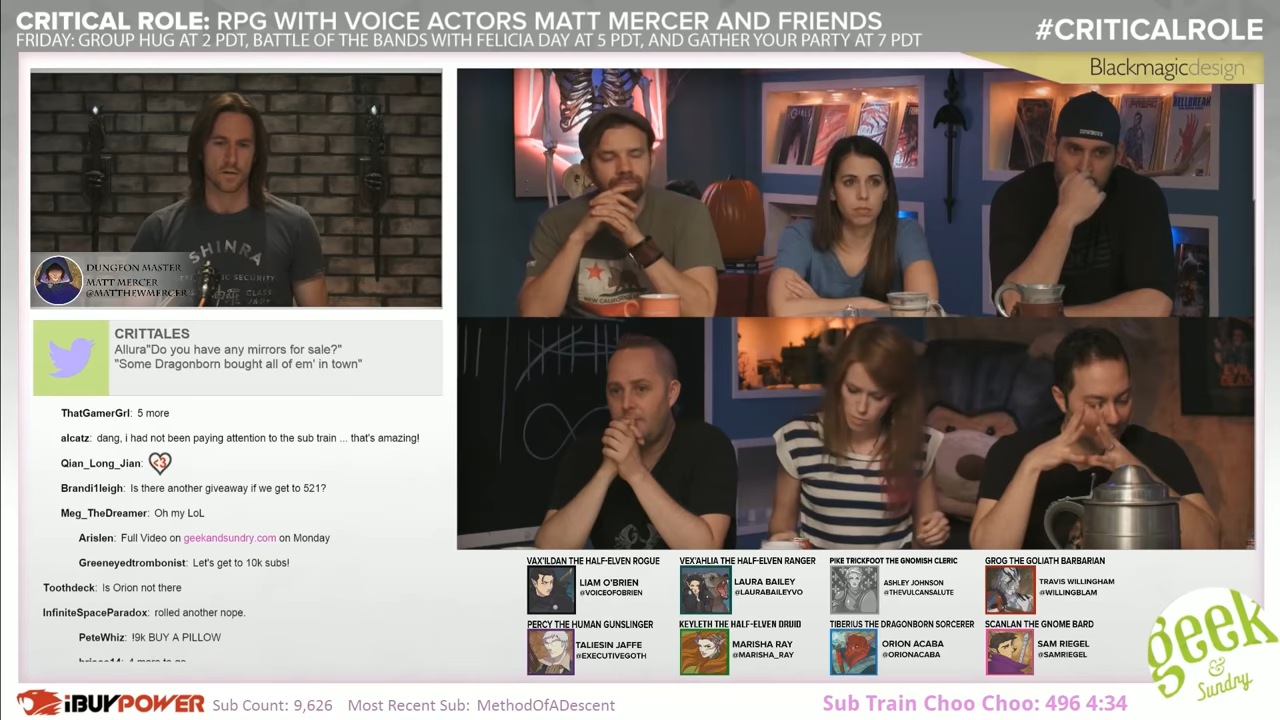 CRITICAL ROLE: RPG WITH VOICE ACTORS MATT MERCER AND FRIENDS
FRIDAY: GROUP HUG AT 2 PDT, BATTLE OF THE BANDS WITH FELICIA DAY AT 5 PDT, AND GATHER YOUR PARTY AT 7 PDT
#CRITICALROLE
Blackmagicdesign
SHINRA
DUNGEON MASTER
MATT MERCER
@MATTHEWMERCER
GIRLS
HELLBREAK
COWBOYS
NEW CALIFORNIA
EVIL
DEAD
CRITTALES
Allura"Do you have any mirrors for sale?"
"Some Dragonborn bought all of em' in town"
ThatGamerGrl: 5 more
alcatz: dang, i had not been paying attention to the sub train ... that's amazing!
Qian_Long_Jian: <3
Brandi1leigh: Is there another giveaway if we get to 521?
Meg_TheDreamer: Oh my LoL
Arislen: Full Video on geekandsundry.com on Monday
Greeneyedtrombonist: Let's get to 10k subs!
Toothdeck: Is Orion not there
InfiniteSpaceParadox: rolled another nope.
PeteWhiz: !9k BUY A PILLOW
VAX'ILDAN THE HALF-ELVEN ROGUE
LIAM O'BRIEN
@VOICEOFOBRIEN
VEX'AHLIA THE HALF-ELVEN RANGER
LAURA BAILEY
@LAURABAILEYVO
PIKE TRICKFOOT THE GNOMISH CLERIC
ASHLEY JOHNSON
@THEVULCANSALUTE
GROG THE GOLIATH BARBARIAN
TRAVIS WILLINGHAM
@WILLINGBLAM
PERCY THE HUMAN GUNSLINGER
TALIESIN JAFFE
@EXECUTIVEGOTH
KEYLETH THE HALF-ELVEN DRUID
MARISHA RAY
@MARISHA_RAY
TIBERIUS THE DRAGONBORN SORCERER
ORION ACABA
@ORIONACABA
SCANLAN THE GNOME BARD
SAM RIEGEL
@SAMRIEGEL
geek
&
Sundry
iBUYPOWER
Sub Count: 9,626 Most Recent Sub: MethodOfADescent
Sub Train Choo Choo: 496 4:34